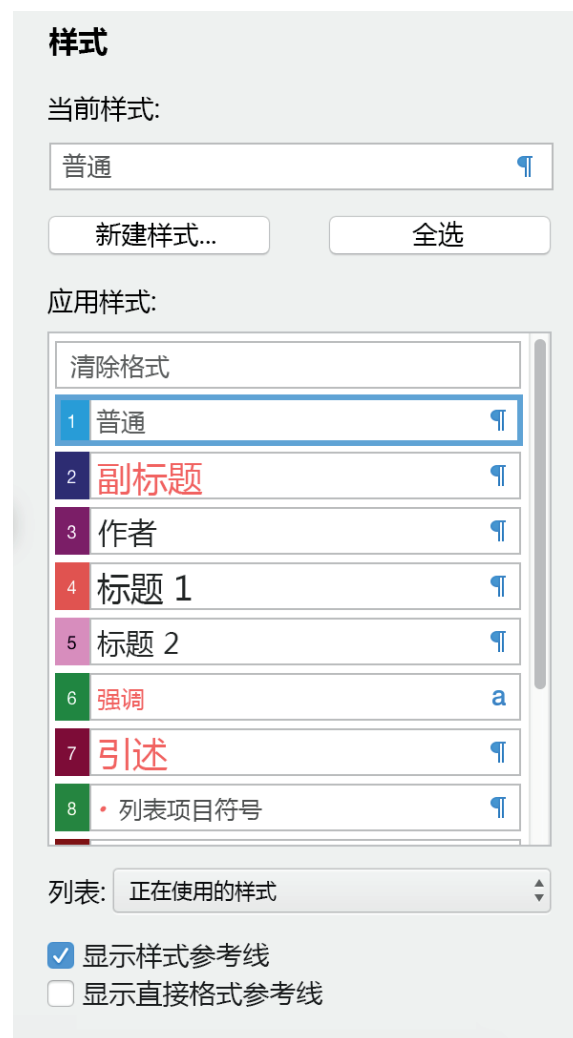 样式
当前样式:
普通 ¶
新建样式... 全选
应用样式:
清除格式
1 普通 ¶
2 副标题 ¶
3 作者 ¶
4 标题 1 ¶
5 标题 2 ¶
6 强调 a
7 引述 ¶
8 • 列表项目符号 ¶
列表: 正在使用的样式
显示样式参考线
显示直接格式参考线